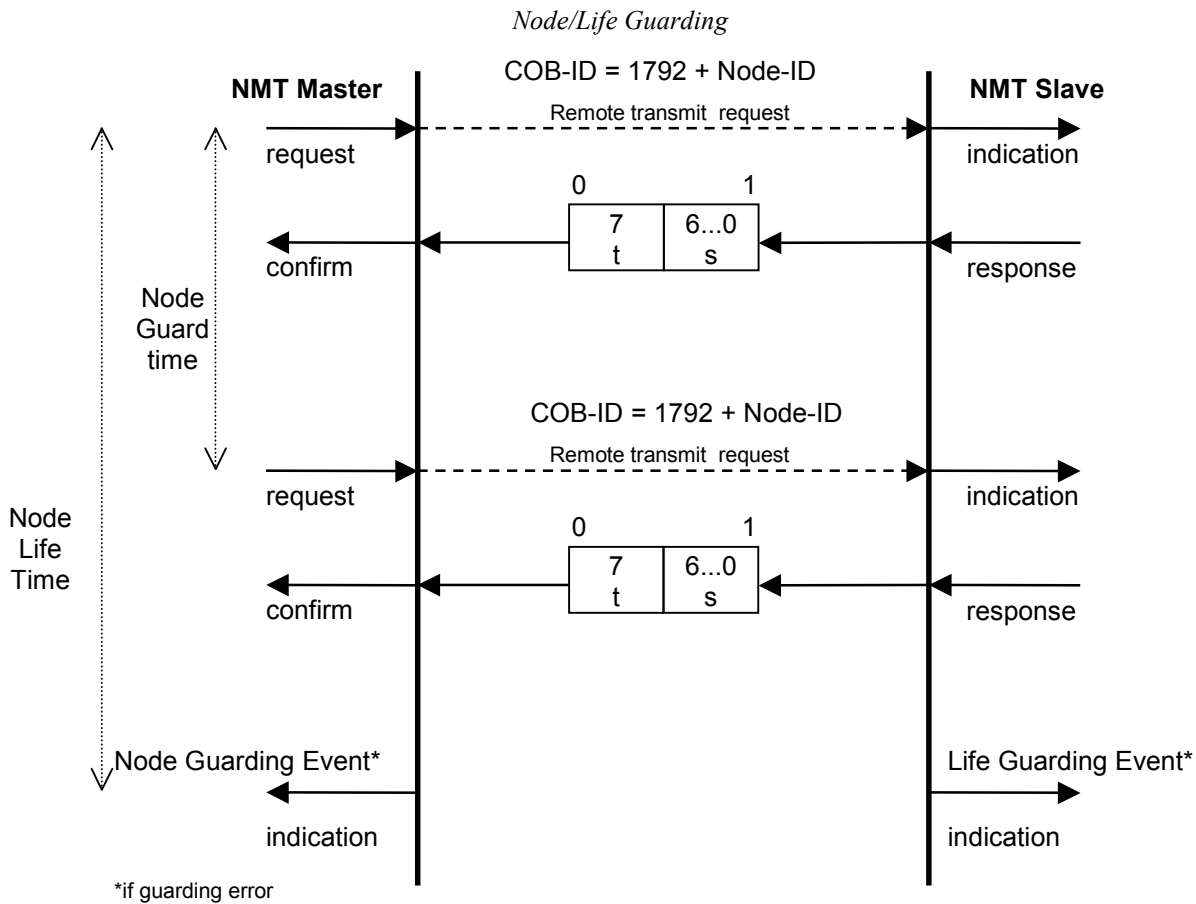 Node/Life Guarding
COB-ID = 1792 + Node-ID
NMT Master
NMT Slave
Remote transmit request
request
indication
0 1
7 6...0
t s
confirm
response
Node
Guard
time
COB-ID = 1792 + Node-ID
Remote transmit request
request
indication
Node
Life
Time
0 1
7 6...0
t s
confirm
response
Node Guarding Event*
Life Guarding Event*
indication
indication
*if guarding error